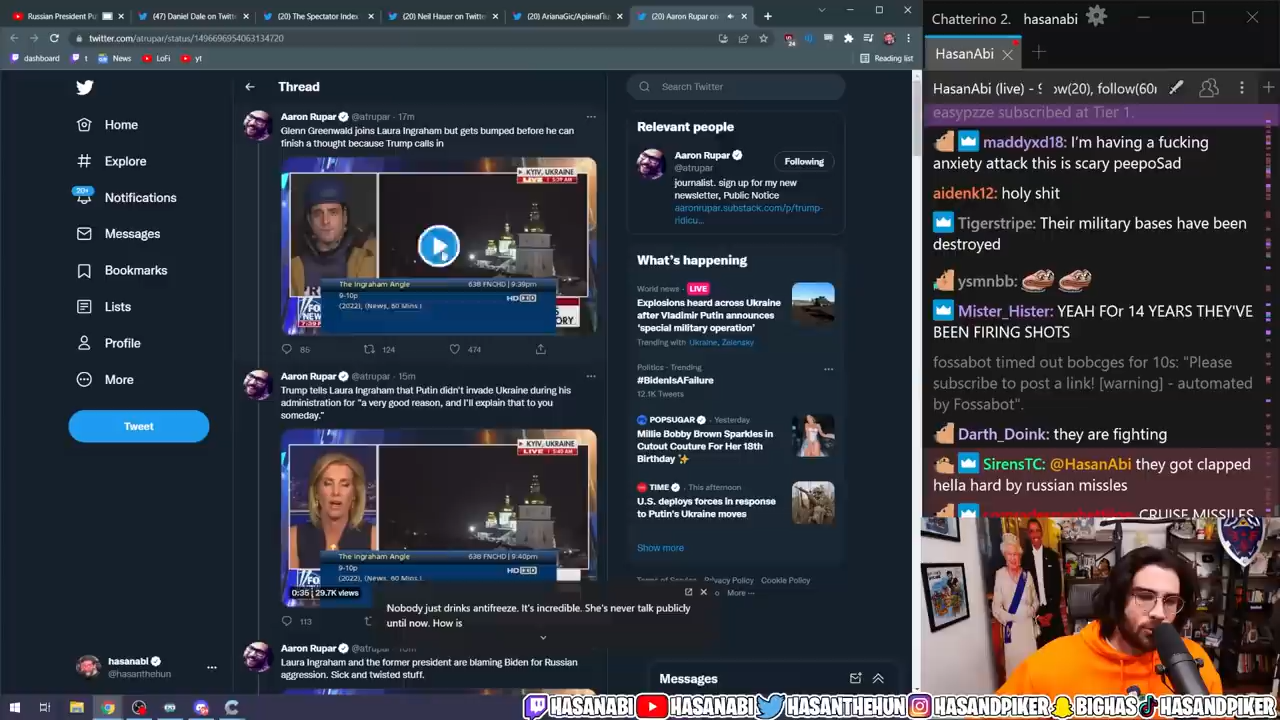 Russian President Pu
(47) Daniel Dale on Twitte
(20) The Spectator Index
(20) Neil Hauer on Twitter
(20) ArianaGic/АріянаГіц
(20) Aaron Rupar on
Chatterino 2.
hasanabi
twitter.com/atrupar/status/1496696954063134720
dashboard
t
News
LoFi
yt
Reading list
HasanAbi
HasanAbi (live) - 
ow(20), follow(60m
Thread
Search Twitter
Home
Explore
20+
Notifications
Messages
Bookmarks
Lists
Profile
More
Tweet
hasanabi
@hasanthehun
Aaron Rupar @atrupar · 17m
Glenn Greenwald joins Laura Ingraham but gets bumped before he can
finish a thought because Trump calls in
KYIV, UKRAINE
LIVE
The Ingraham Angle
638 FNCHD | 9:39pm
9-10p
(2022), (News, 60 Mins.)
HD
ORY
85
124
474
Aaron Rupar @atrupar · 15m
Trump tells Laura Ingraham that Putin didn't invade Ukraine during his
administration for "a very good reason, and I'll explain that to you
someday."
KYIV, UKRAINE
LIVE
The Ingraham Angle
638 FNCHD | 9:40pm
9-10p
(2022), (News, 60 Mins.)
HD
0:35 29.7K views
113
Nobody just drinks antifreeze. It's incredible. She's never talk publicly
until now. How is
Aaron Rupar
Laura Ingraham and the former president are blaming Biden for Russian
aggression. Sick and twisted stuff.
Relevant people
Aaron Rupar
@atrupar
Following
journalist. sign up for my new
newsletter, Public Notice
aaronrupar.substack.com/p/trump-
ridicu...
What's happening
World news · LIVE
Explosions heard across Ukraine
after Vladimir Putin announces
'special military operation'
Trending with Ukraine, Zelensky
Politics · Trending
#BidenIsAFailure
12.1K Tweets
POPSUGAR · Yesterday
Millie Bobby Brown Sparkles in
Cutout Couture For Her 18th
Birthday ✨
TIME · This afternoon
U.S. deploys forces in response
to Putin's Ukraine moves
Show more
Terms of Service Privacy Policy Cookie Policy
More ...
Messages
easypzze subscribed at Tier 1.
maddyxd18: I'm having a fucking
anxiety attack this is scary peepoSad
aidenk12: holy shit
Tigerstripe: Their military bases have been
destroyed
ysmnbb:
Mister_Hister: YEAH FOr 14 YEARS THEY'VE
BEEN FIRING SHOTS
fossabot timed out bobcges for 10s: "Please
subscribe to post a link! [warning] - automated
by Fossabot".
Darth_Doink: they are fighting
SirensTC: @HasanAbi they got clapped
hella hard by russian missles
CRUISE MISSILES
HASANABI
HASANABI
HASANTHEHUN
HASANDPIKER
BIGHAS
HASANDPIKER